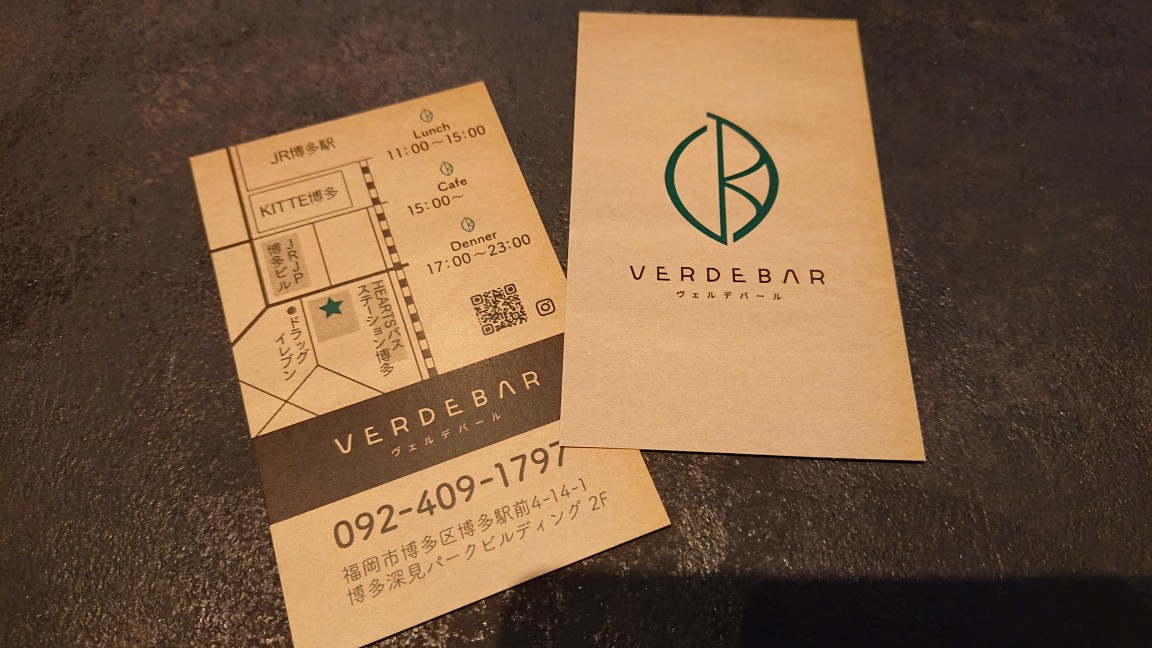 JR博多駅
KITTE博多
JRJP
博多ビル
HEARTSバス
ステーション博多
ドラッグ
イレブン
Lunch
11:00～15:00
Cafe
15:00～
Denner
17:00～23:00
VERDEBAR
ヴェルデバール
092-409-1797
福岡市博多区博多駅前4-14-1
博多深見パークビルディング 2F
VERDEBAR
ヴェルデバール